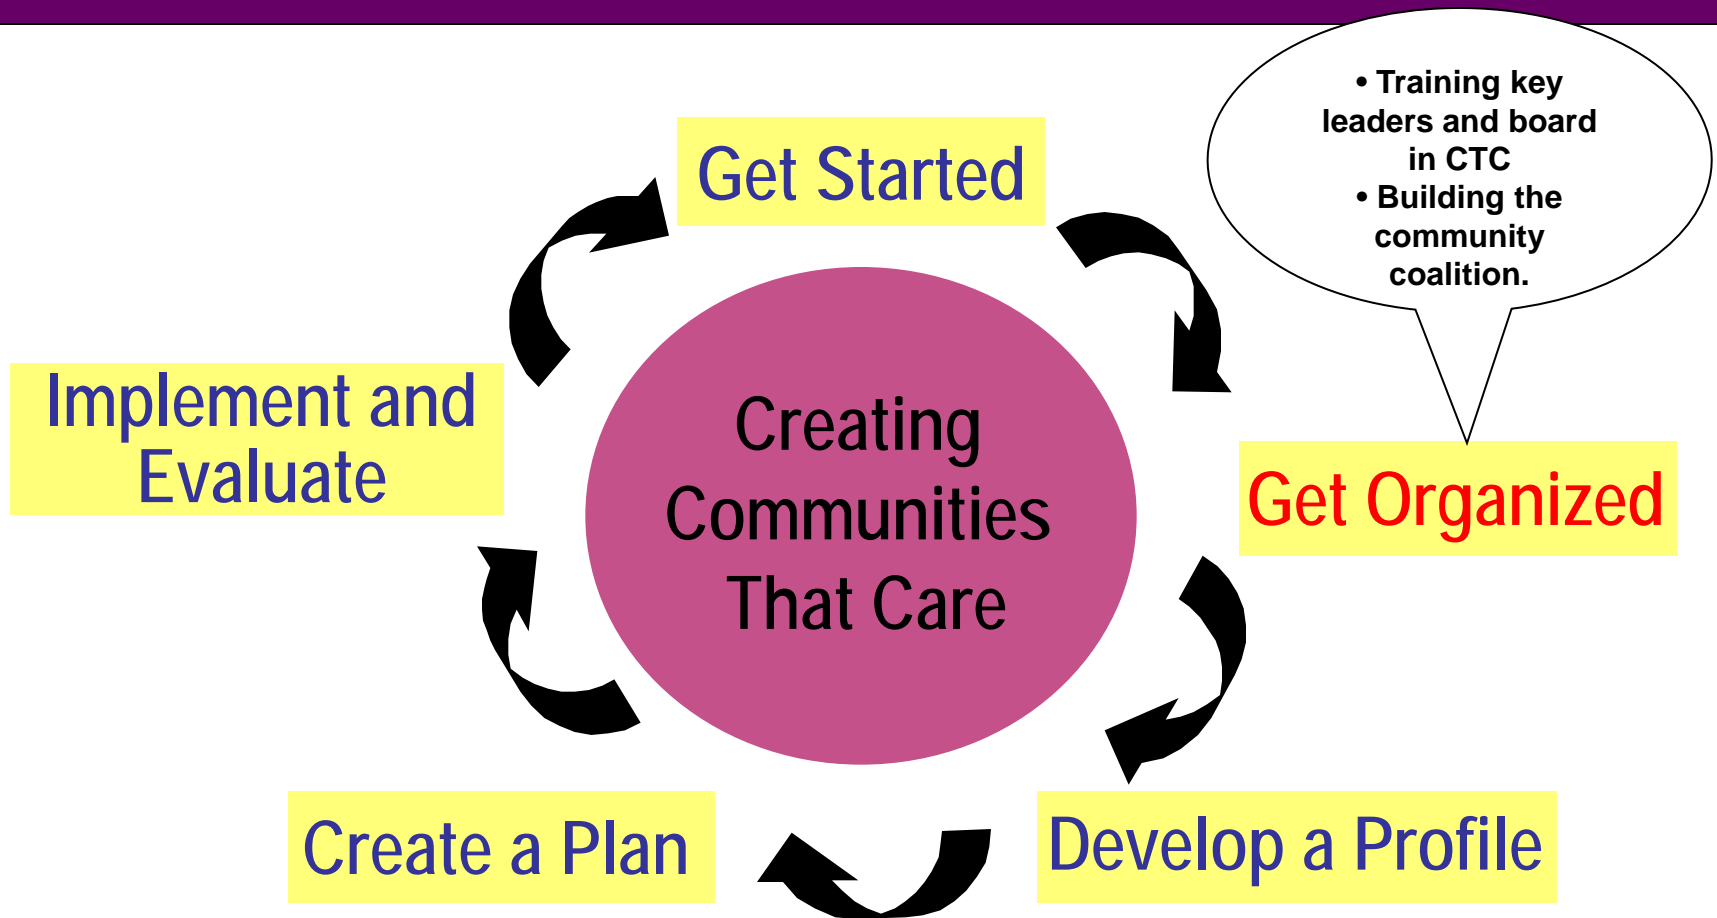 • Training key
leaders and board
in CTC
• Building the
community
coalition.
Get Started
Implement and
Evaluate
Creating
Communities
That Care
Get Organized
Create a Plan
Develop a Profile